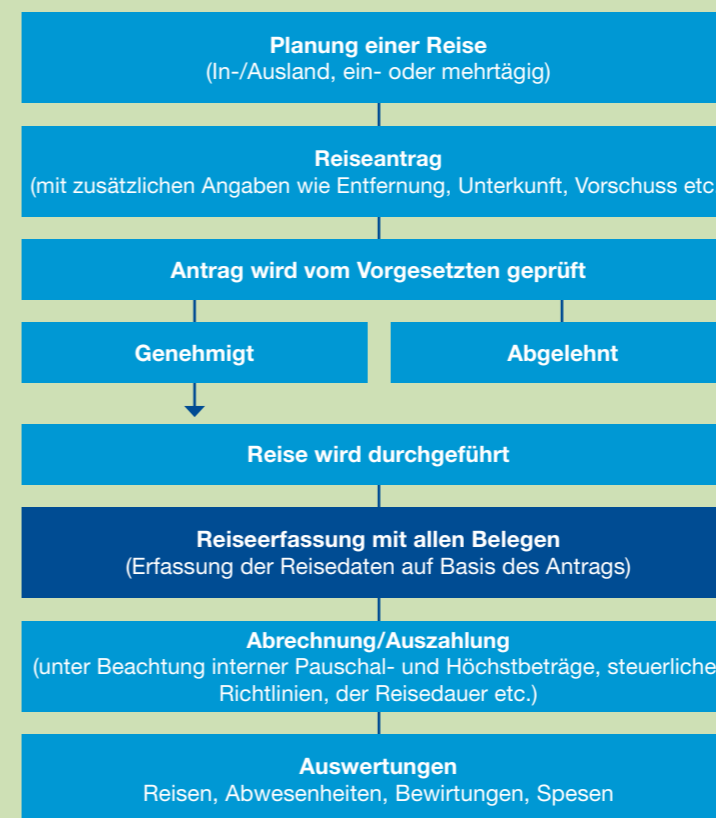 Planung einer Reise
(In-/Ausland, ein- oder mehrtägig)
Reiseantrag
(mit zusätzlichen Angaben wie Entfernung, Unterkunft, Vorschuss etc
Antrag wird vom Vorgesetzten geprüft
Genehmigt
Abgelehnt
Reise wird durchgeführt
Reiseerfassung mit allen Belegen
(Erfassung der Reisedaten auf Basis des Antrags)
Abrechnung/Auszahlung
(unter Beachtung interner Pauschal- und Höchstbeträge, steuerliche
Richtlinien, der Reisedauer etc.)
Auswertungen
Reisen, Abwesenheiten, Bewirtungen, Spesen